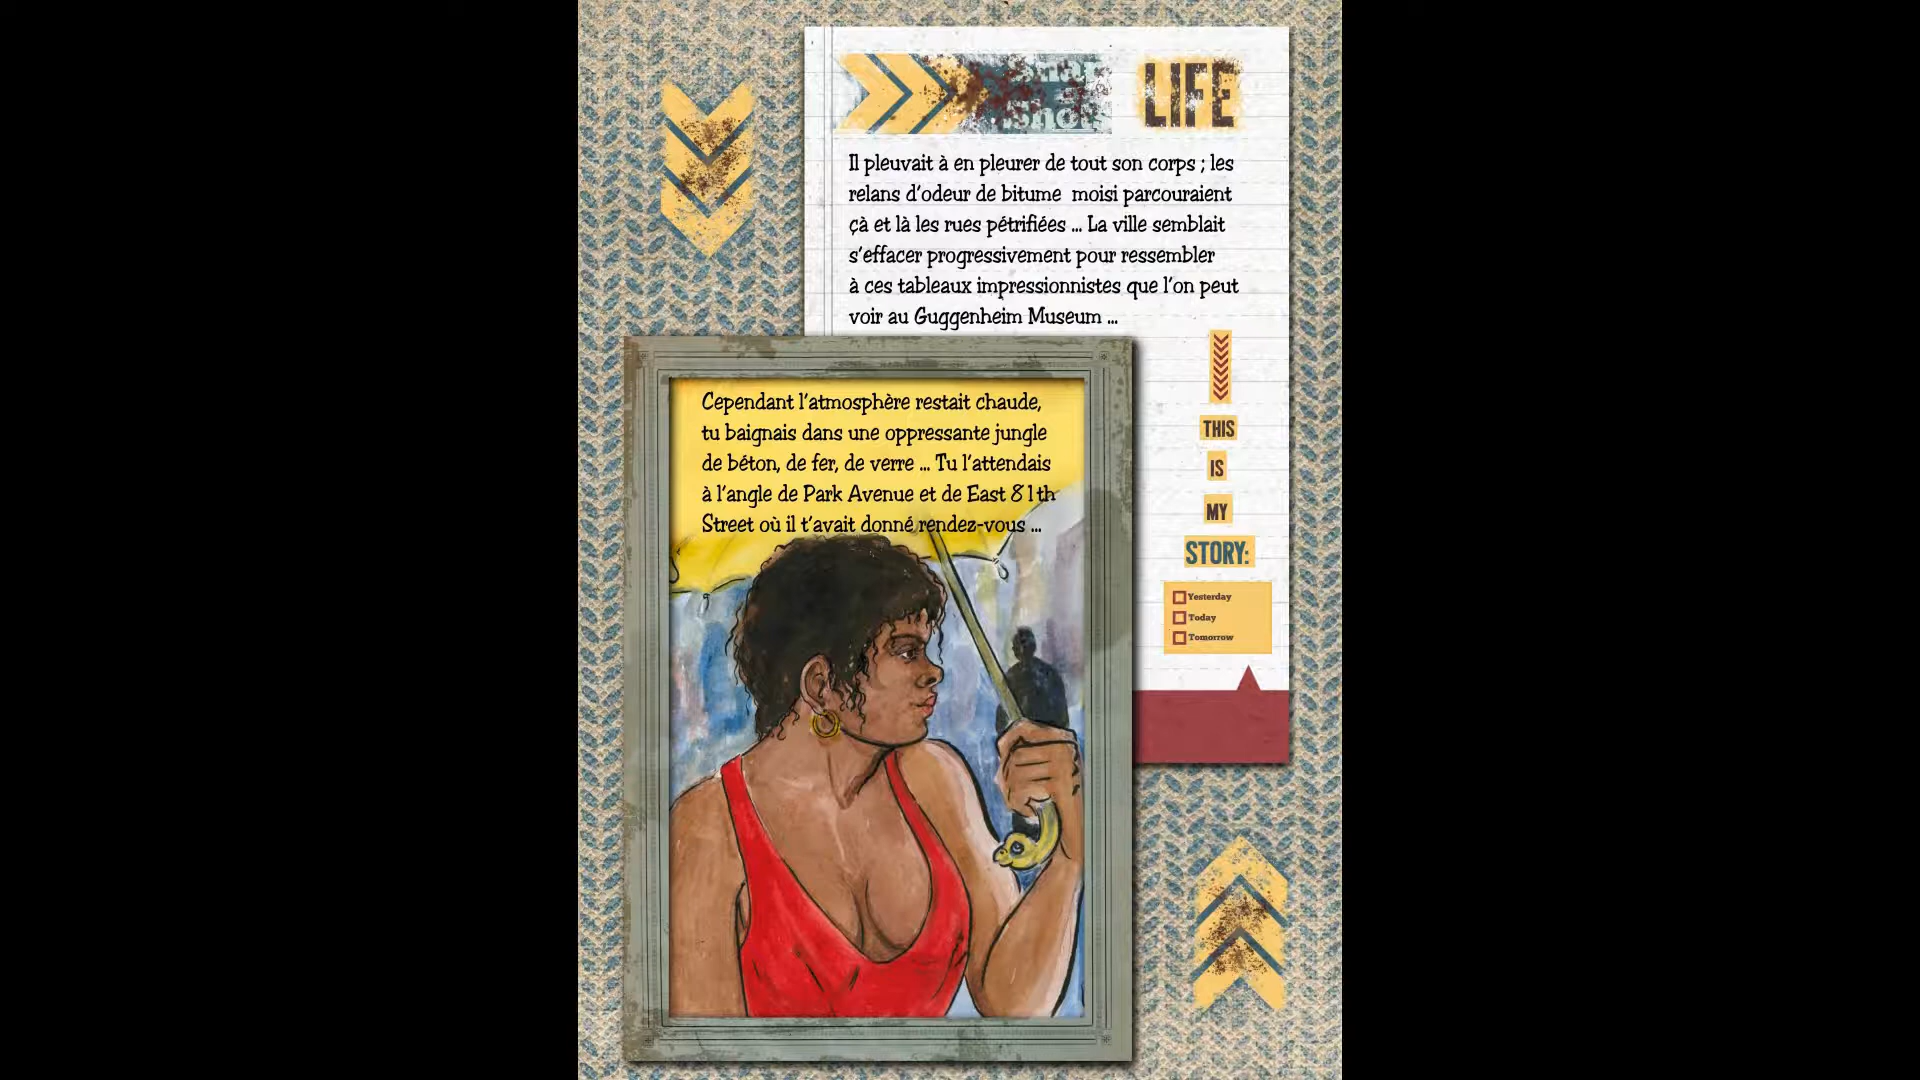 LIFE
Il pleuvait à en pleurer de tout son corps ; les
relans d'odeur de bitume moisi parcouraient
çà et là les rues pétrifiées ... La ville semblait
s'effacer progressivement pour ressembler
à ces tableaux impressionnistes que l'on peut
voir au Guggenheim Museum ...
Cependant l'atmosphère restait chaude,
tu baignais dans une oppressante jungle
de béton, de fer, de verre ... Tu l'attendais
à l'angle de Park Avenue et de East 81th
Street où il t'avait donné rendez-vous ...
THIS
IS
MY
STORY:
Yesterday
Today
Tomorrow